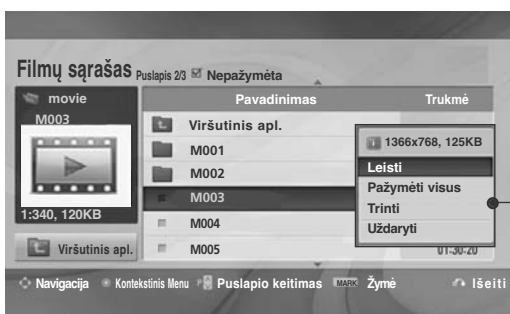 Filmų sąrašas Puslapis 2/3 Nepažymėta
movie
M003
1:340, 120KB
Viršutinis apl.
Pavadinimas Trukmė
Viršutinis apl.
M001
M002
M003
M004
M005 01:30:20
1366x768, 125KB
Leisti
Pažymėti visus
Trinti
Uždaryti
Navigacija Kontekstinis Menu P Puslapio keitimas MARK Žymė Išeiti